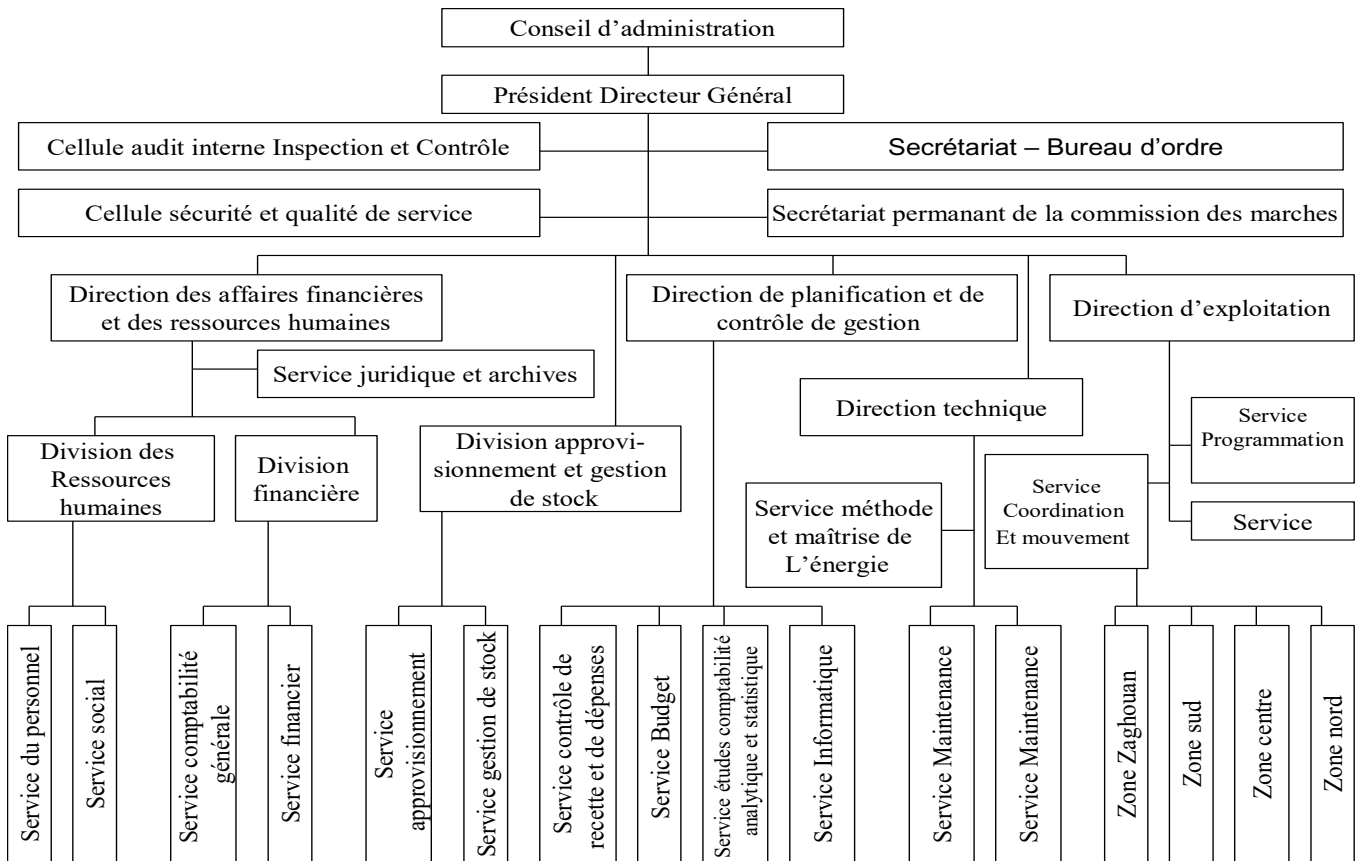 Conseil d’administration
Président Directeur Général
Cellule audit interne Inspection et Contrôle
Secrétariat – Bureau d’ordre
Cellule sécurité et qualité de service
Secrétariat permanant de la commission des marches
Direction des affaires financières
et des ressources humaines
Direction de planification et de
contrôle de gestion
Direction d’exploitation
Service juridique et archives
Direction technique
Service
Programmation
Division des
Ressources
humaines
Division
financière
Division approvi-
sionnement et gestion
de stock
Service méthode
et maîtrise de
L’énergie
Service
Coordination
Et mouvement
Service
Service du personnel
Service social
Service comptabilité
générale
Service financier
Service
approvisionnement
Service gestion de stock
Service contrôle de
recette et de dépenses
Service Budget
Service études comptabilité
analytique et statistique
Service Informatique
Service Maintenance
Service Maintenance
Zone Zaghouan
Zone sud
Zone centre
Zone nord